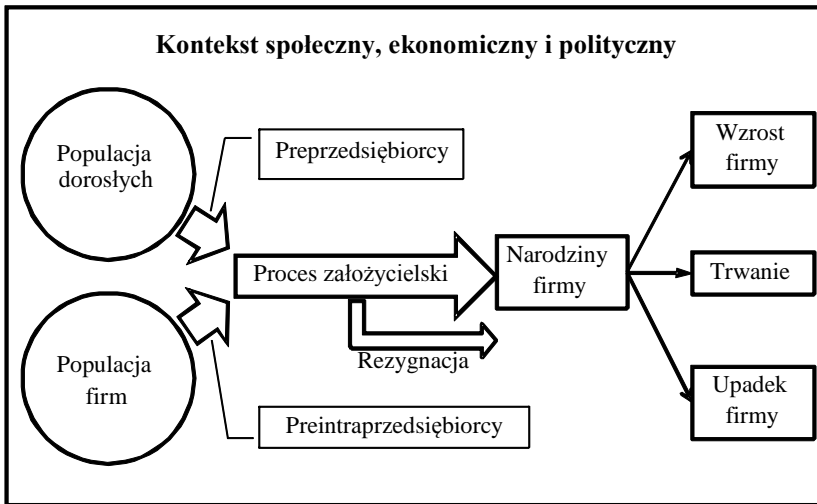 Kontekst społeczny, ekonomiczny i polityczny
Populacja
dorosłych
Preprzedsiębiorcy
Wzrost
firmy
Proces założycielski
Narodziny
firmy
Trwanie
Rezygnacja
Populacja
firm
Preintraprzedsiębiorcy
Upadek
firmy